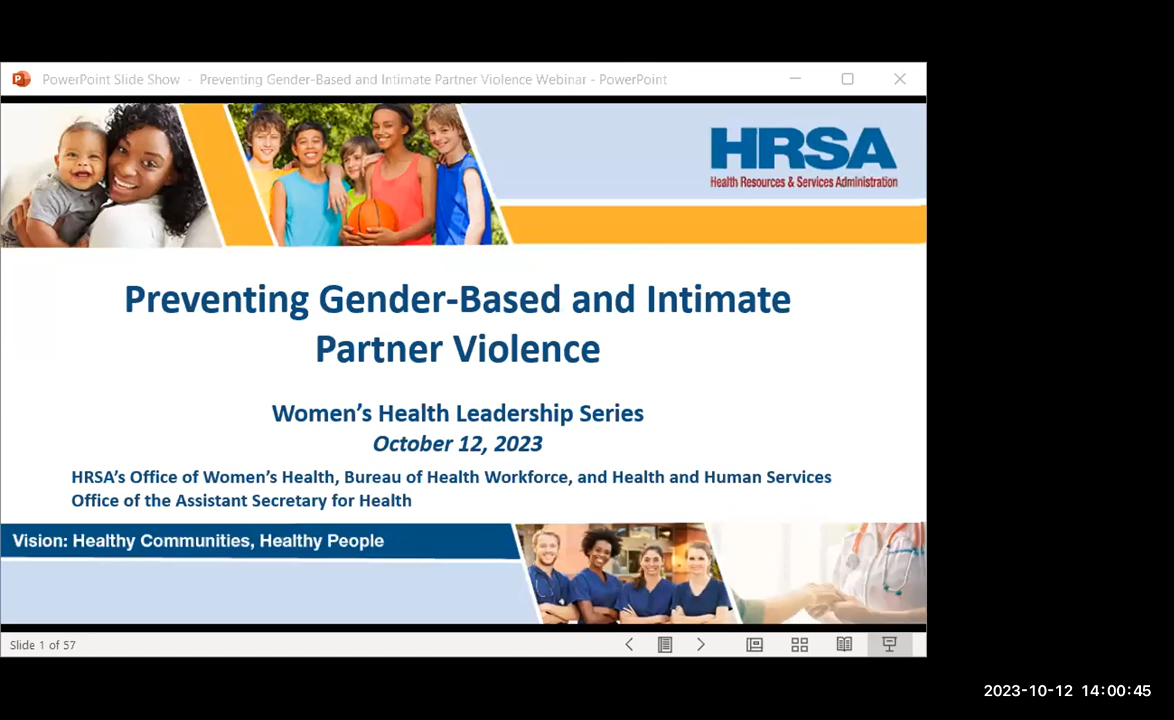 PowerPoint Slide Show - Preventing Gender-Based and Intimate Partner Violence Webinar - PowerPoint
HRSA
Health Resources & Services Administration
Preventing Gender-Based and Intimate
Partner Violence
Women's Health Leadership Series
October 12, 2023
HRSA's Office of Women's Health, Bureau of Health Workforce, and Health and Human Services
Office of the Assistant Secretary for Health
Vision: Healthy Communities, Healthy People
Slide 1 of 57
2023-10-12 14:00:45